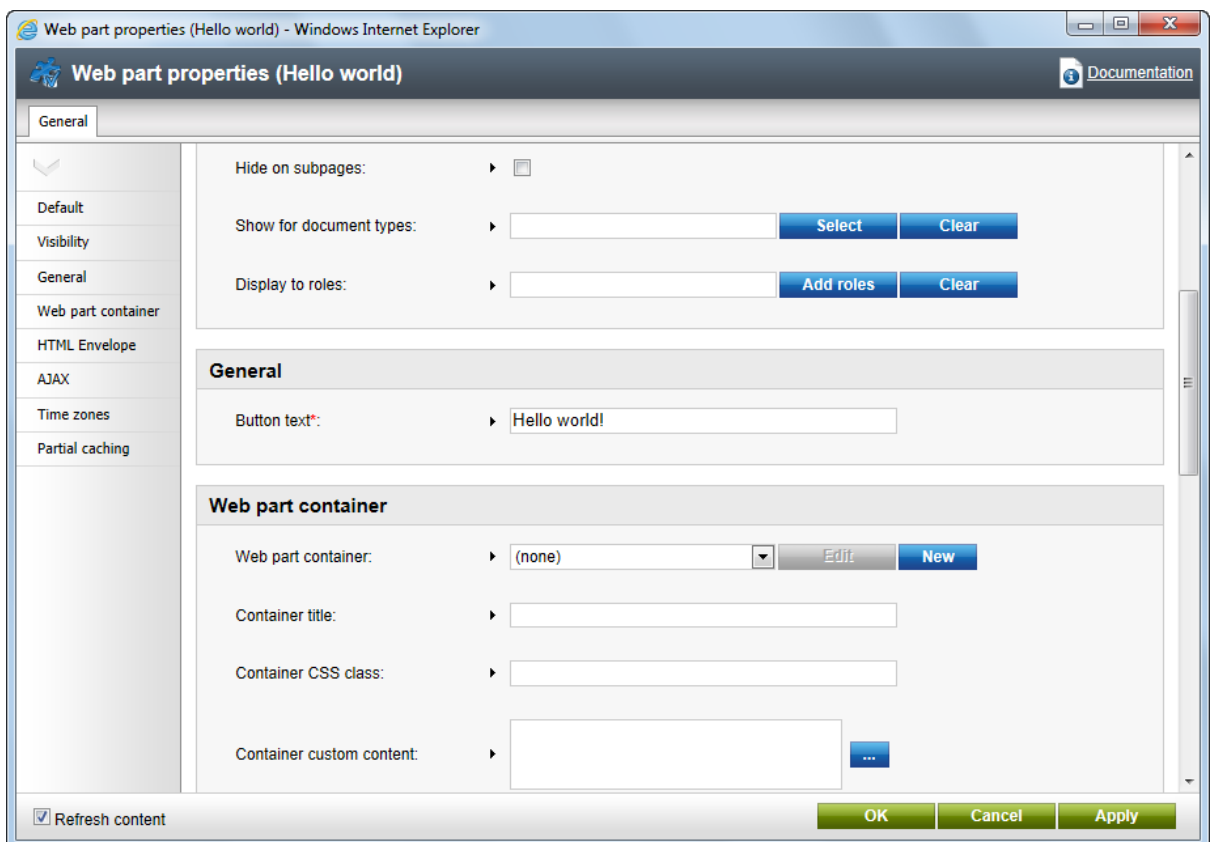 Web part properties (Hello world) - Windows Internet Explorer
Web part properties (Hello world)
Documentation
General
Default
Visibility
General
Web part container
HTML Envelope
AJAX
Time zones
Partial caching
Hide on subpages:
Show for document types: Select Clear
Display to roles: Add roles Clear
General
Button text*: Hello world!
Web part container
Web part container: (none) Edit New
Container title:
Container CSS class:
Container custom content: ...
Refresh content OK Cancel Apply